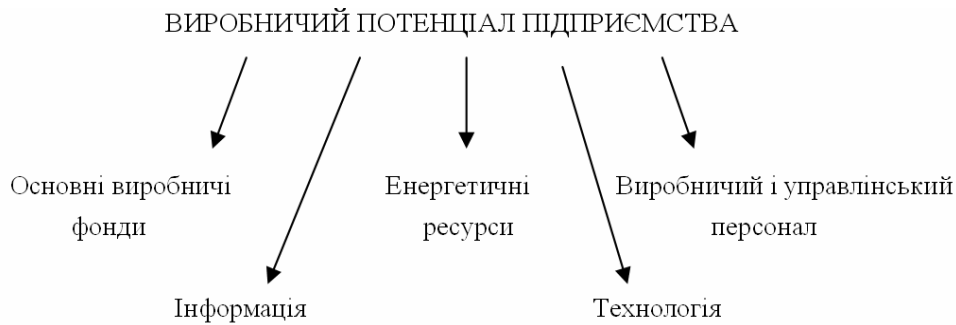 ВИРОБНИЧИЙ ПОТЕНЦІАЛ ПІДПРИЄМСТВА
Основні виробничі
фонди
Енергетичні
ресурси
Виробничий і управлінський
персонал
Інформація
Технологія